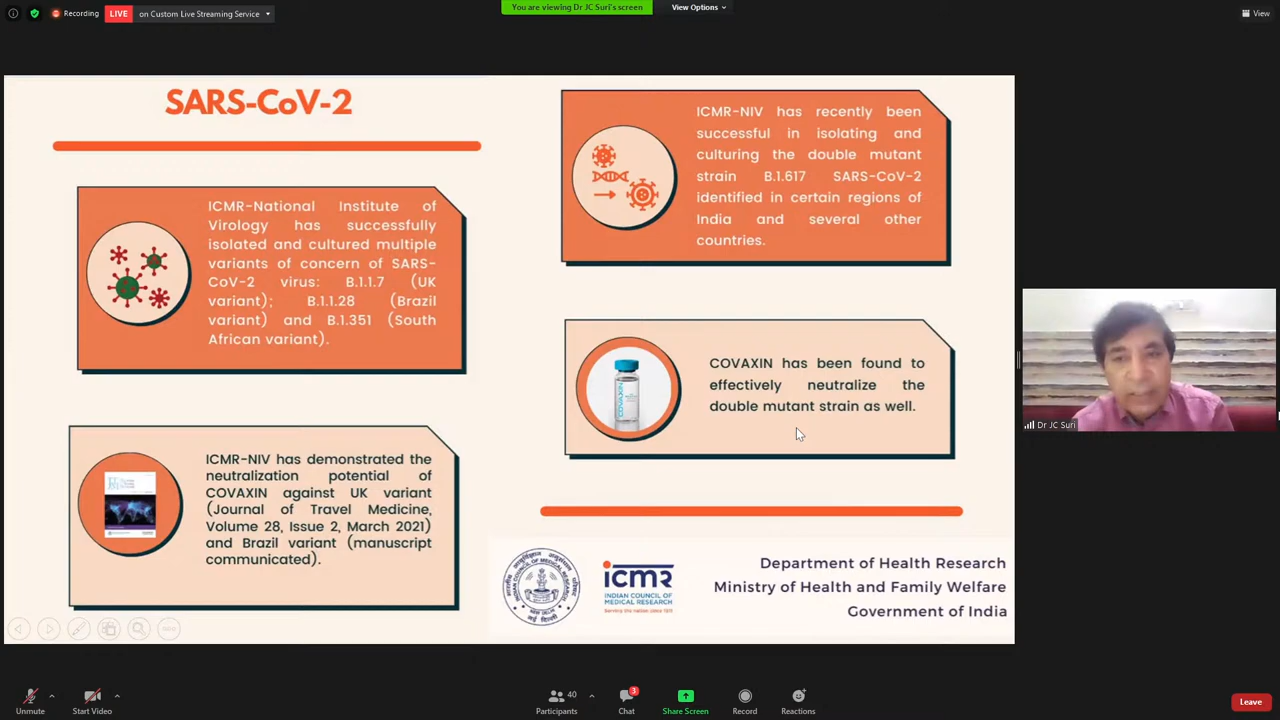 Recording
LIVE
on Custom Live Streaming Service
You are viewing Dr JC Suri's screen
View Options
View
SARS-CoV-2
ICMR-National Institute of
Virology has successfully
isolated and cultured multiple
variants of concern of SARS-
CoV-2 virus: B.1.1.7 (UK
variant); B.1.1.28 (Brazil
variant) and B.1.351 (South
African variant).
ICMR-NIV has demonstrated the
neutralization potential of
COVAXIN against UK variant
(Journal of Travel Medicine,
Volume 28, Issue 2, March 2021)
and Brazil variant (manuscript
communicated).
ICMR-NIV has recently been
successful in isolating and
culturing the double mutant
strain B.1.617 SARS-CoV-2
identified in certain regions of
India and several other
countries.
COVAXIN
COVAXIN has been found to
effectively neutralize the
double mutant strain as well.
icmr
INDIAN COUNCIL OF
MEDICAL RESEARCH
Serving the nation since 1911
Department of Health Research
Ministry of Health and Family Welfare
Government of India
Dr JC Suri
Unmute
Start Video
40
Participants
3
Chat
Share Screen
Record
Reactions
Leave